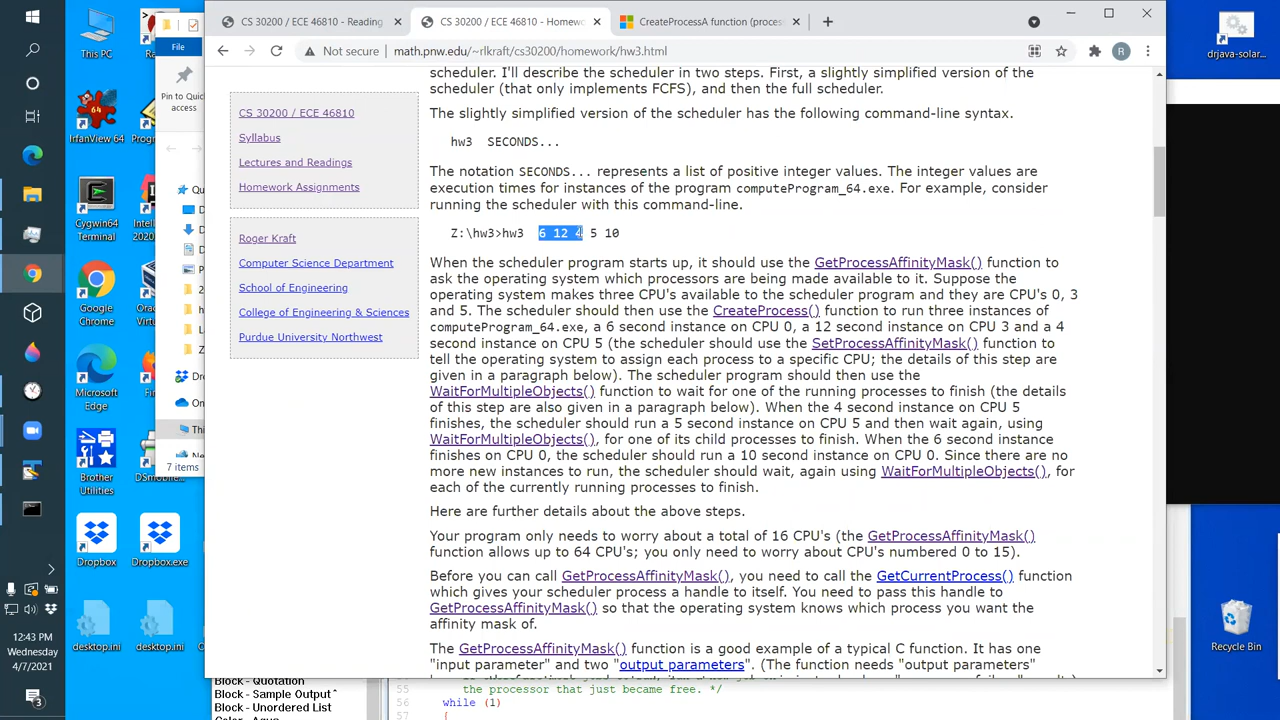 CS 30200 / ECE 46810 - Reading
CS 30200 / ECE 46810 - Homewo
CreateProcessA function (proces
Not secure
math.pnw.edu/~rlkraft/cs30200/homework/hw3.html
R
This PC
IrfanView 64
Cygwin64
Terminal
Google
Chrome
Microsoft
Edge
Brother
Utilities
Dropbox
Dropbox.exe
desktop.ini
desktop.ini
12:43 PM
Wednesday
4/7/2021
3
File
Pin to Quick
access
7 items
drjava-solar
Recycle Bin
CS 30200 / ECE 46810
Syllabus
Lectures and Readings
Homework Assignments
Roger Kraft
Computer Science Department
School of Engineering
College of Engineering & Sciences
Purdue University Northwest
scheduler. I'll describe the scheduler in two steps. First, a slightly simplified version of the
scheduler (that only implements FCFS), and then the full scheduler.
The slightly simplified version of the scheduler has the following command-line syntax.
hw3 SECONDS...
The notation SECONDS... represents a list of positive integer values. The integer values are
execution times for instances of the program computeProgram_64.exe. For example, consider
running the scheduler with this command-line.
Z:\hw3>hw3 6 12 4 5 10
When the scheduler program starts up, it should use the GetProcessAffinityMask() function to
ask the operating system which processors are being made available to it. Suppose the
operating system makes three CPU's available to the scheduler program and they are CPU's 0, 3
and 5. The scheduler should then use the CreateProcess() function to run three instances of
computeProgram_64.exe, a 6 second instance on CPU 0, a 12 second instance on CPU 3 and a 4
second instance on CPU 5 (the scheduler should use the SetProcessAffinityMask() function to
tell the operating system to assign each process to a specific CPU; the details of this step are
given in a paragraph below). The scheduler program should then use the
WaitForMultipleObjects() function to wait for one of the running processes to finish (the details
of this step are also given in a paragraph below). When the 4 second instance on CPU 5
finishes, the scheduler should run a 5 second instance on CPU 5 and then wait again, using
WaitForMultipleObjects(), for one of its child processes to finish. When the 6 second instance
finishes on CPU 0, the scheduler should run a 10 second instance on CPU 0. Since there are no
more new instances to run, the scheduler should wait, again using WaitForMultipleObjects(), for
each of the currently running processes to finish.
Here are further details about the above steps.
Your program only needs to worry about a total of 16 CPU's (the GetProcessAffinityMask()
function allows up to 64 CPU's; you only need to worry about CPU's numbered 0 to 15).
Before you can call GetProcessAffinityMask(), you need to call the GetCurrentProcess() function
which gives your scheduler process a handle to itself. You need to pass this handle to
GetProcessAffinityMask() so that the operating system knows which process you want the
affinity mask of.
The GetProcessAffinityMask() function is a good example of a typical C function. It has one
"input parameter" and two "output parameters". (The function needs "output parameters"
Block - Quotation
Block - Sample Output
Block - Unordered List
55 the processor that just became free. */
56 while (1)
57 {